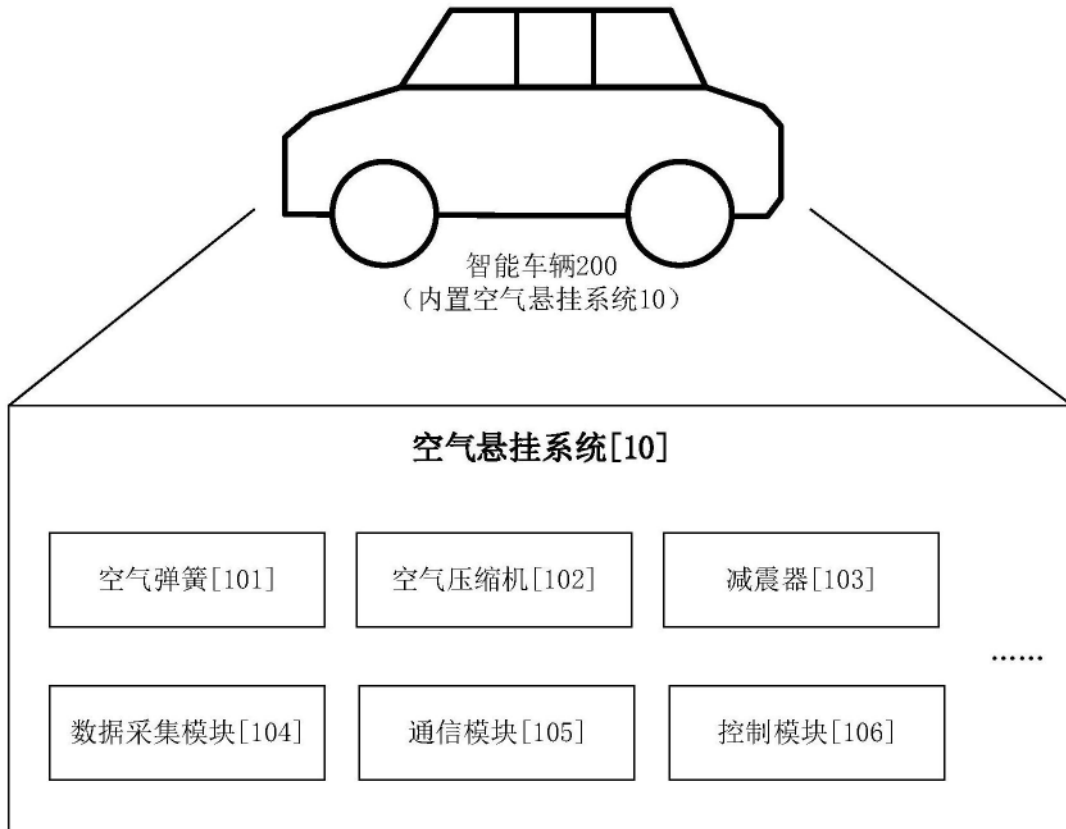 智能车辆200
（内置空气悬挂系统10）
空气悬挂系统[10]
空气弹簧[101]
空气压缩机[102]
减震器[103]
……
数据采集模块[104]
通信模块[105]
控制模块[106]